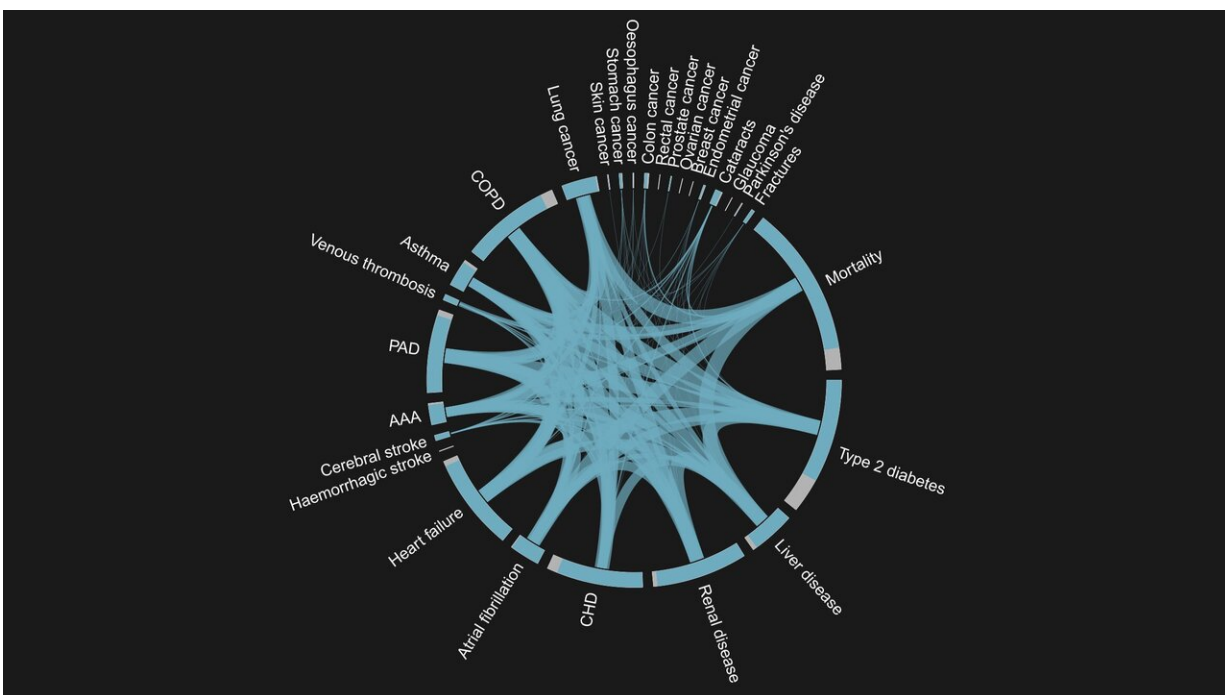 Oesophagus cancer
Stomach cancer
Skin cancer
Lung cancer
COPD
Asthma
Venous thrombosis
PAD
AAA
Cerebral stroke
Haemorrhagic stroke
Heart failure
Atrial fibrillation
CHD
Renal disease
Liver disease
Type 2 diabetes
Mortality
Fractures
Parkinson's disease
Glaucoma
Cataracts
Endometrial cancer
Breast cancer
Ovarian cancer
Prostate cancer
Rectal cancer
Colon cancer